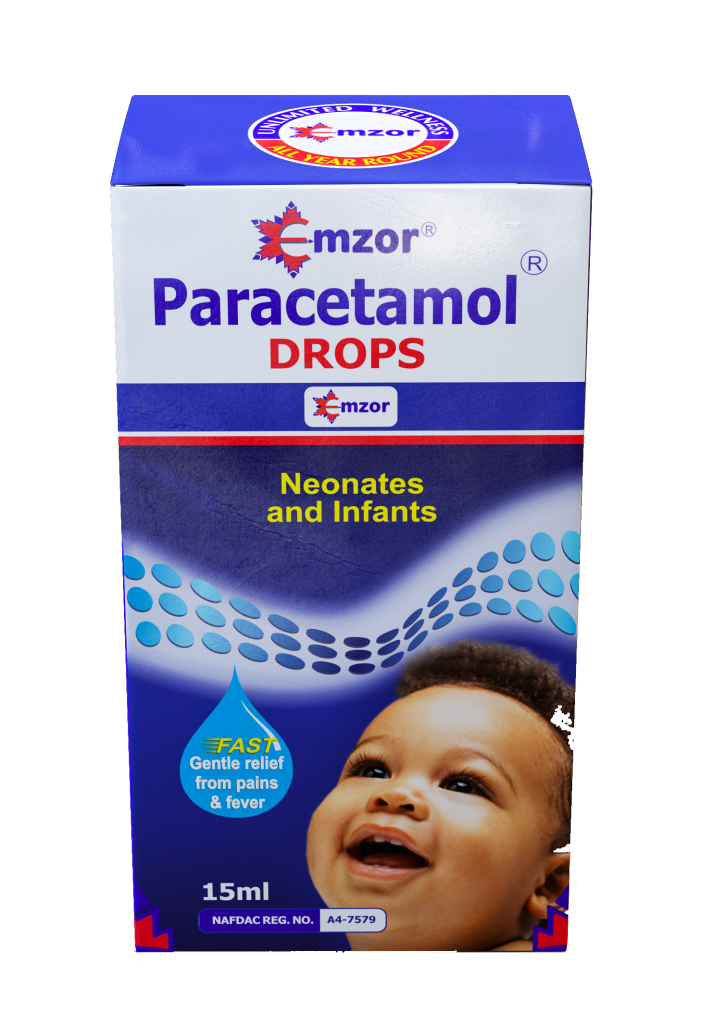 UNLIMITED WELLNESS
Emzor
ALL YEAR ROUND
Emzor®
Paracetamol®
DROPS
Emzor
Neonates
and Infants
FAST
Gentle relief
from pains
& fever
15ml
NAFDAC REG. NO. A4-7579